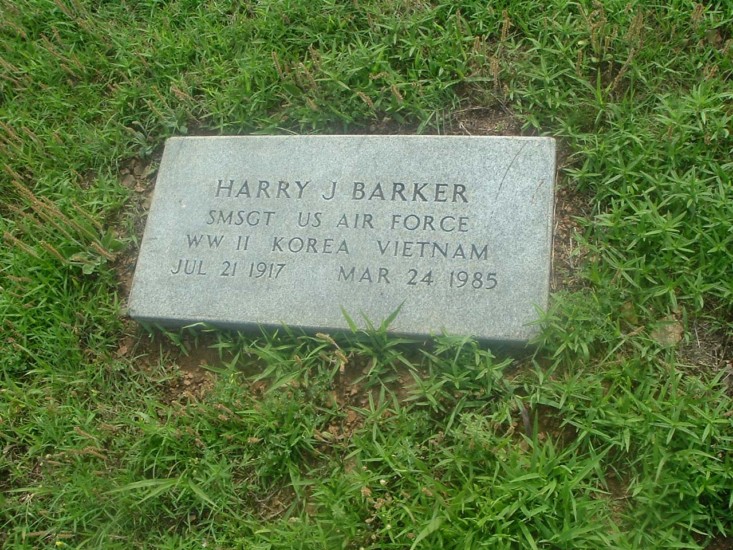 HARRY J BARKER
SMSGT US AIR FORCE
WW II KOREA VIETNAM
JUL 21 1917 MAR 24 1985